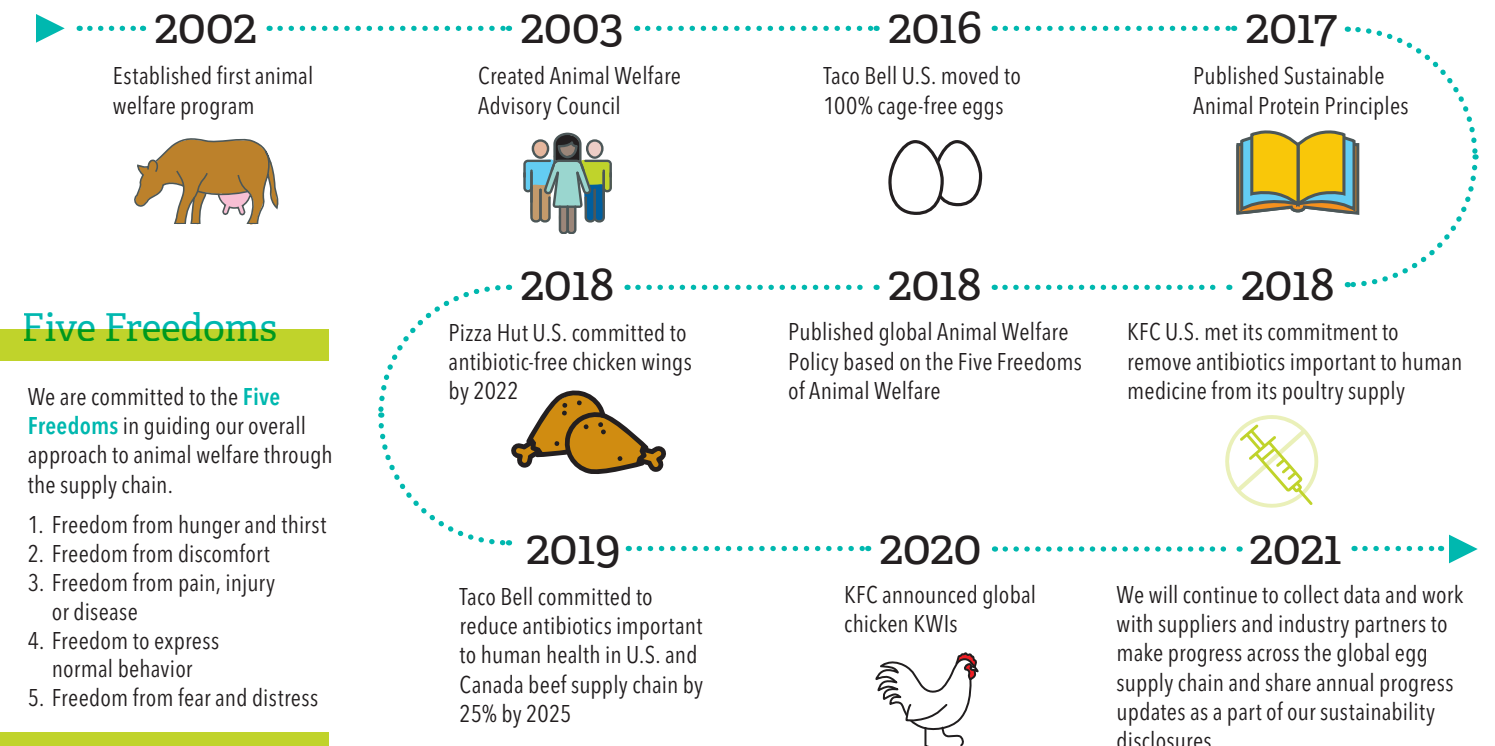 2002
Established first animal
welfare program
2003
Created Animal Welfare
Advisory Council
2016
Taco Bell U.S. moved to
100% cage-free eggs
2017
Published Sustainable
Animal Protein Principles
2018
KFC U.S. met its commitment to
remove antibiotics important to human
medicine from its poultry supply
2018
Published global Animal Welfare
Policy based on the Five Freedoms
of Animal Welfare
2018
Pizza Hut U.S. committed to
antibiotic-free chicken wings
by 2022
2019
Taco Bell committed to
reduce antibiotics important
to human health in U.S. and
Canada beef supply chain by
25% by 2025
2020
KFC announced global
chicken KWIs
2021
We will continue to collect data and work
with suppliers and industry partners to
make progress across the global egg
supply chain and share annual progress
updates as a part of our sustainability
disclosures
Five Freedoms
We are committed to the Five
Freedoms in guiding our overall
approach to animal welfare through
the supply chain.
1. Freedom from hunger and thirst
2. Freedom from discomfort
3. Freedom from pain, injury
or disease
4. Freedom to express
normal behavior
5. Freedom from fear and distress